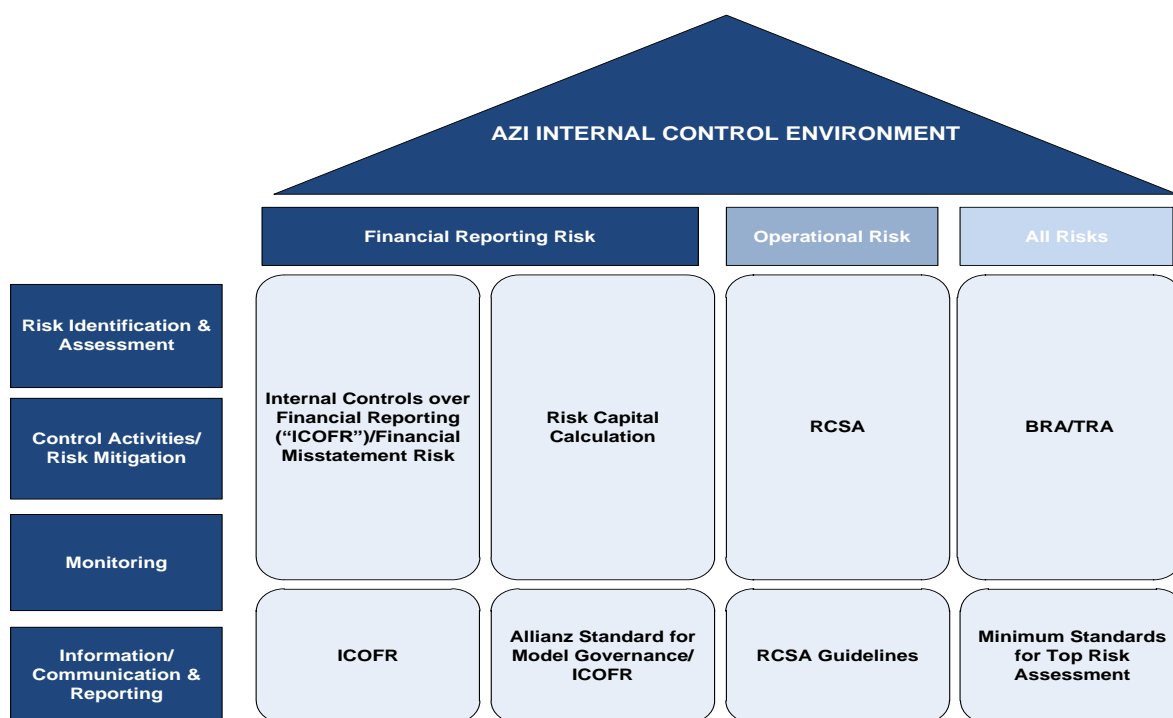 AZI INTERNAL CONTROL ENVIRONMENT
Financial Reporting Risk
Operational Risk
All Risks
Risk Identification &
Assessment
Control Activities/
Risk Mitigation
Monitoring
Information/
Communication &
Reporting
Internal Controls over
Financial Reporting
(“ICOFR”)/Financial
Misstatement Risk
Risk Capital
Calculation
RCSA
BRA/TRA
ICOFR
Allianz Standard for
Model Governance/
ICOFR
RCSA Guidelines
Minimum Standards
for Top Risk
Assessment